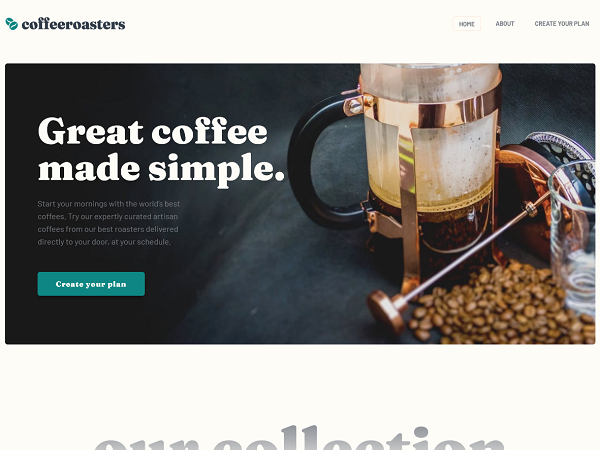 coffeeroasters
HOME
ABOUT
CREATE YOUR PLAN
Great coffee
made simple.
Start your mornings with the world's best
coffees. Try our expertly curated artisan
coffees from our best roasters delivered
directly to your door, at your schedule.
Create your plan
our collection